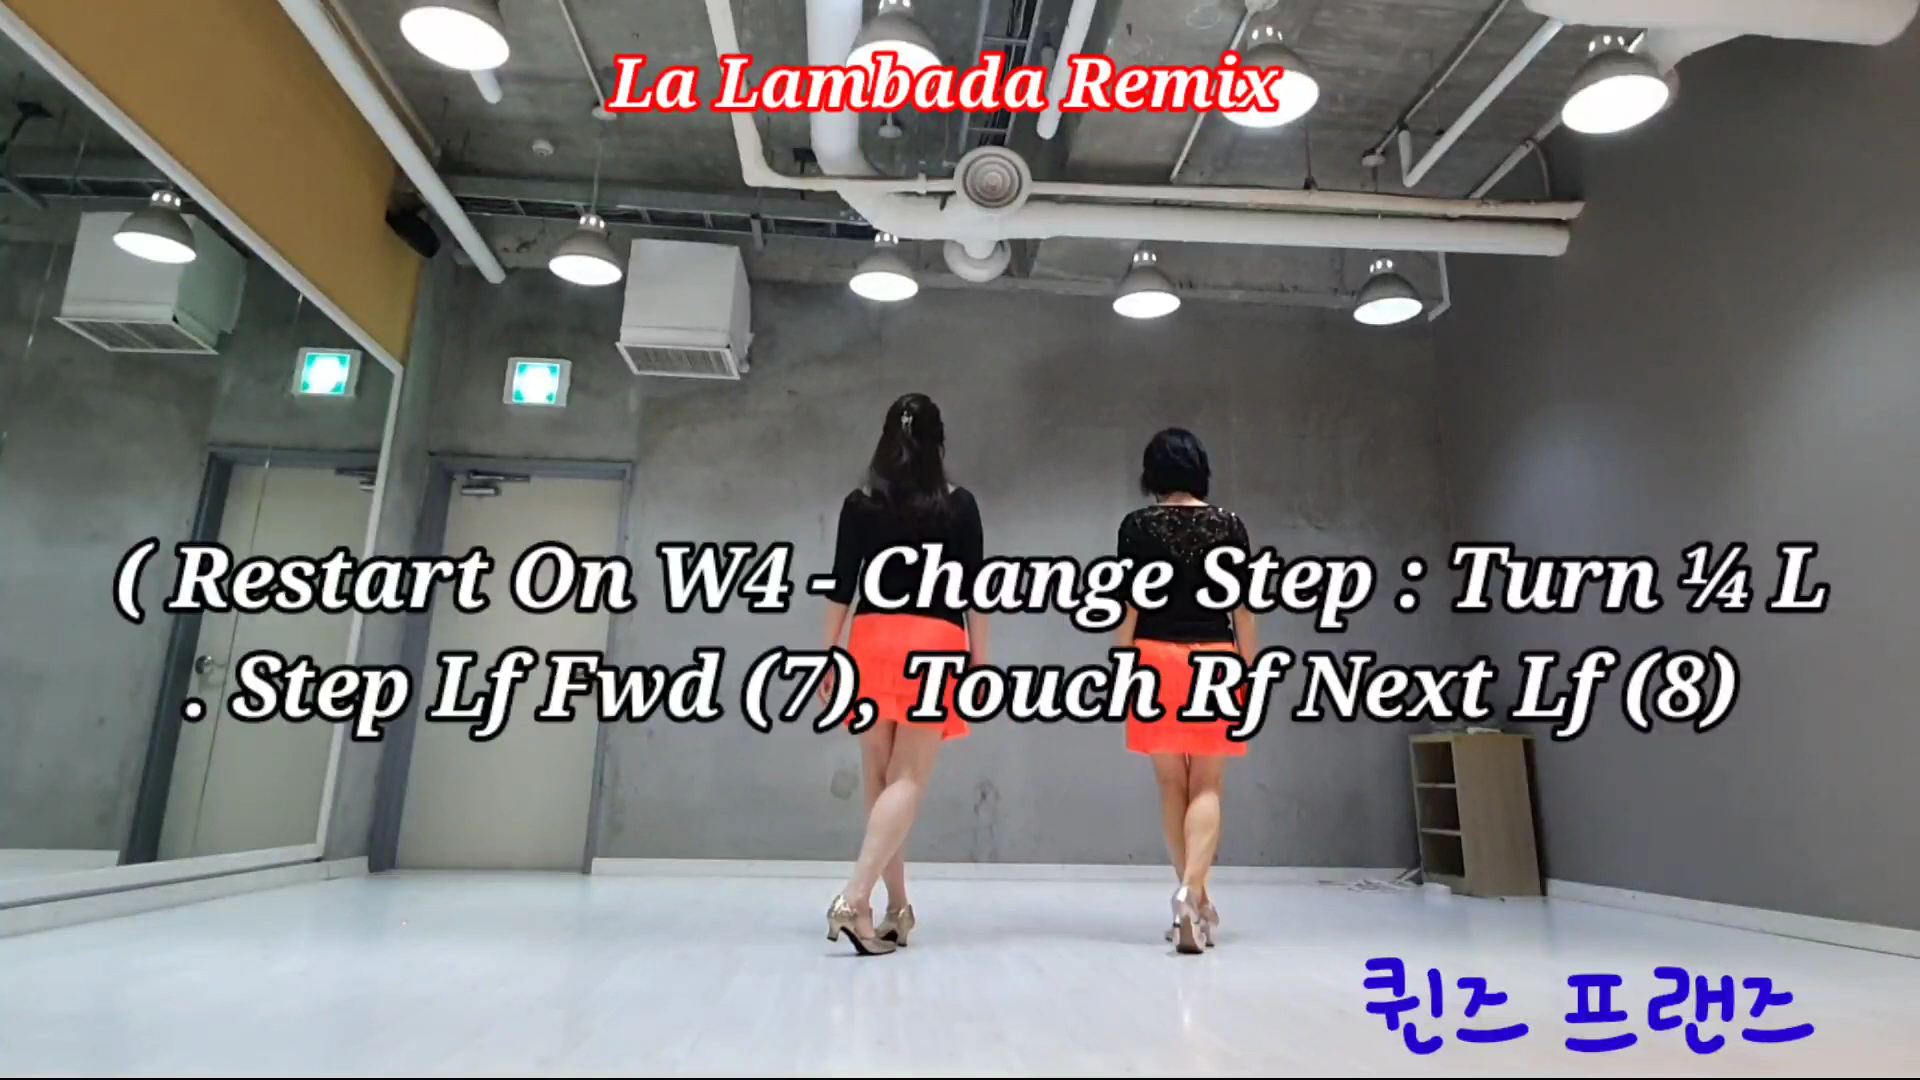 La Lambada Remix
( Restart On W4 - Change Step : Turn ¼ L
. Step Lf Fwd (7), Touch Rf Next Lf (8)
퀸즈 프랜즈